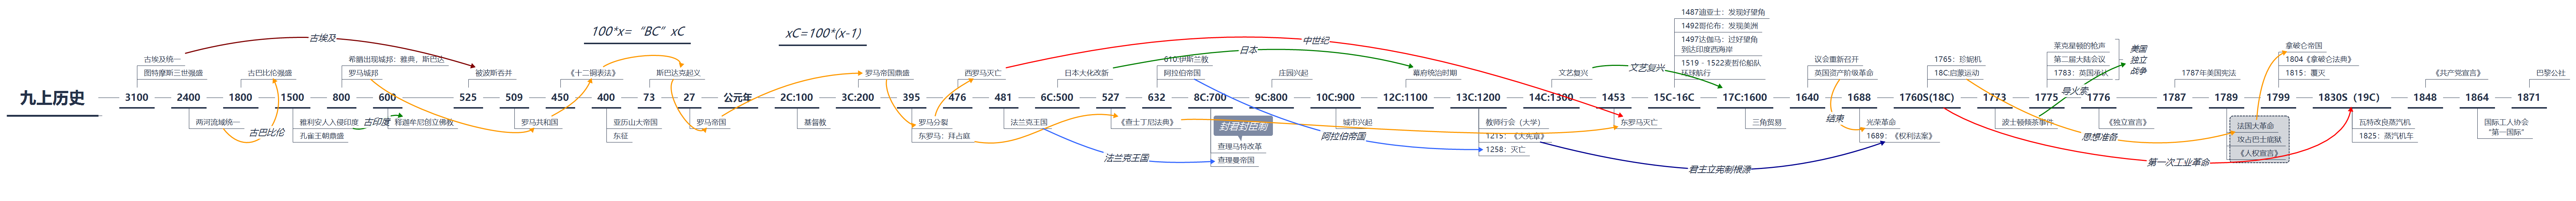 九上历史
3100
古埃及统一
图特摩斯三世强盛
古埃及
2400
两河流域统一
1800
古巴比伦强盛
古巴比伦
1500
雅利安人入侵印度
孔雀王朝鼎盛
古印度
800
希腊出现城邦：雅典，斯巴达
罗马城邦
600
释迦牟尼创立佛教
525
被波斯吞并
509
罗马共和国
450
《十二铜表法》
400
亚历山大帝国
东征
100*x=“BC”xC
73
斯巴达克起义
27
罗马帝国
公元年
xC=100*(x-1)
2C:100
基督教
3C:200
罗马帝国鼎盛
395
罗马分裂
东罗马：拜占庭
476
西罗马灭亡
中世纪
481
法兰克王国
法兰克王国
6C:500
日本大化改新
日本
527
《查士丁尼法典》
632
610:伊斯兰教
阿拉伯帝国
阿拉伯帝国
8C:700
封君封臣制
查理马特改革
查理曼帝国
9C:800
庄园兴起
10C:900
城市兴起
12C:1100
幕府统治时期
13C:1200
教师行会（大学）
1215：《大宪章》
1258：灭亡
君主立宪制根源
14C:1300
文艺复兴
文艺复兴
1453
东罗马灭亡
15C-16C
1487迪亚士：发现好望角
1492哥伦布：发现美洲
1497达伽马：过好望角
到达印度西海岸
1519 - 1522麦哲伦船队
环球航行
17C:1600
三角贸易
1640
议会重新召开
英国资产阶级革命
结束
1688
光荣革命
1689：《权利法案》
1760S(18C)
1765：珍妮机
18C:启蒙运动
思想准备
第一次工业革命
1773
波士顿倾茶事件
导火索
1775
莱克星顿的枪声
第二届大陆会议
1783：英国承认
美国
独立
战争
1776
《独立宣言》
1787
1787年美国宪法
1789
法国大革命
攻占巴士底狱
《人权宣言》
1799
拿破仑帝国
1804《拿破仑法典》
1815：覆灭
1830S（19C）
瓦特改良蒸汽机
1825：蒸汽机车
1848
《共产党宣言》
1864
国际工人协会
“第一国际”
1871
巴黎公社